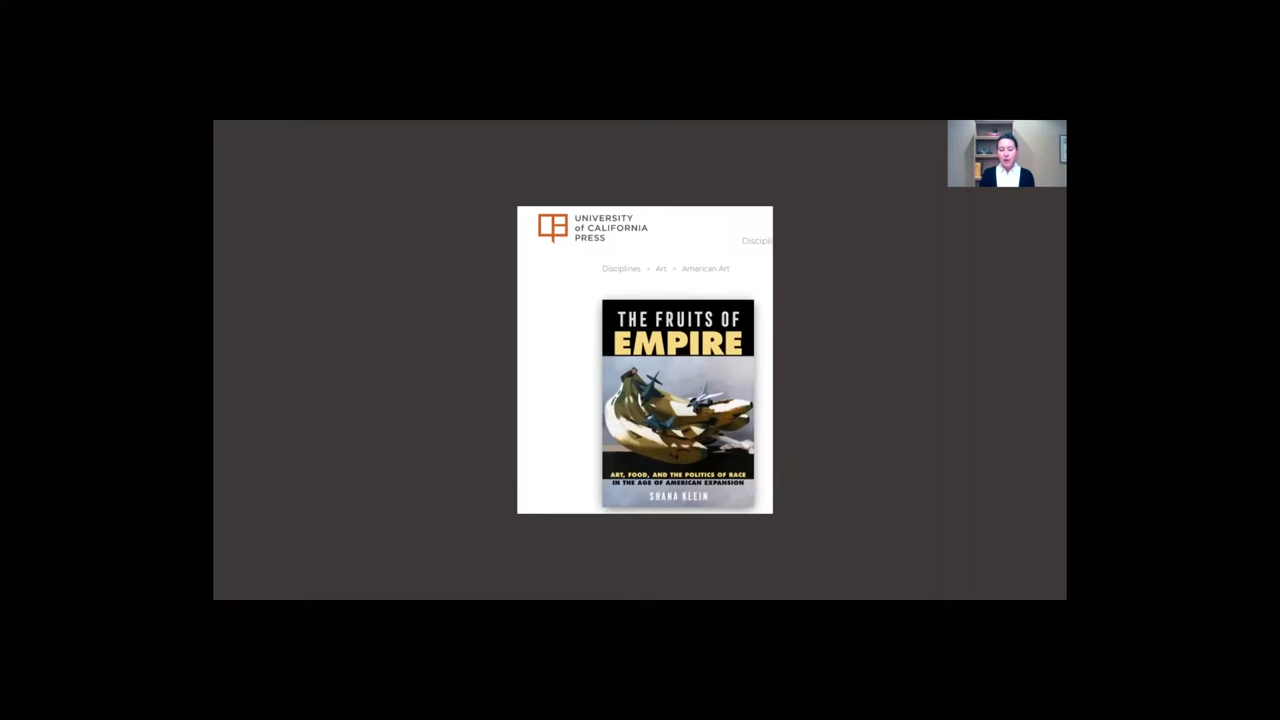 UNIVERSITY
of CALIFORNIA
PRESS
Discipli
Disciplines > Art > American Art
THE FRUITS OF
EMPIRE
ART, FOOD, AND THE POLITICS OF RACE
IN THE AGE OF AMERICAN EXPANSION
SHANA KLEIN